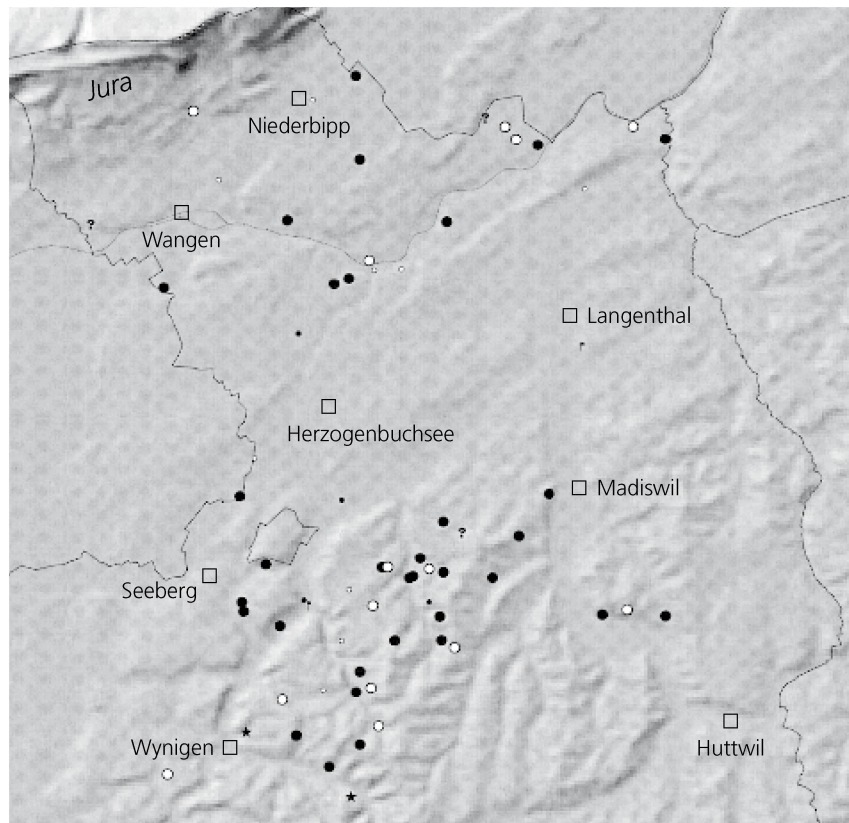 Jura
Niederbipp
Wangen
Langenthal
Herzogenbuchsee
Madiswil
Seeberg
Wynigen
Huttwil